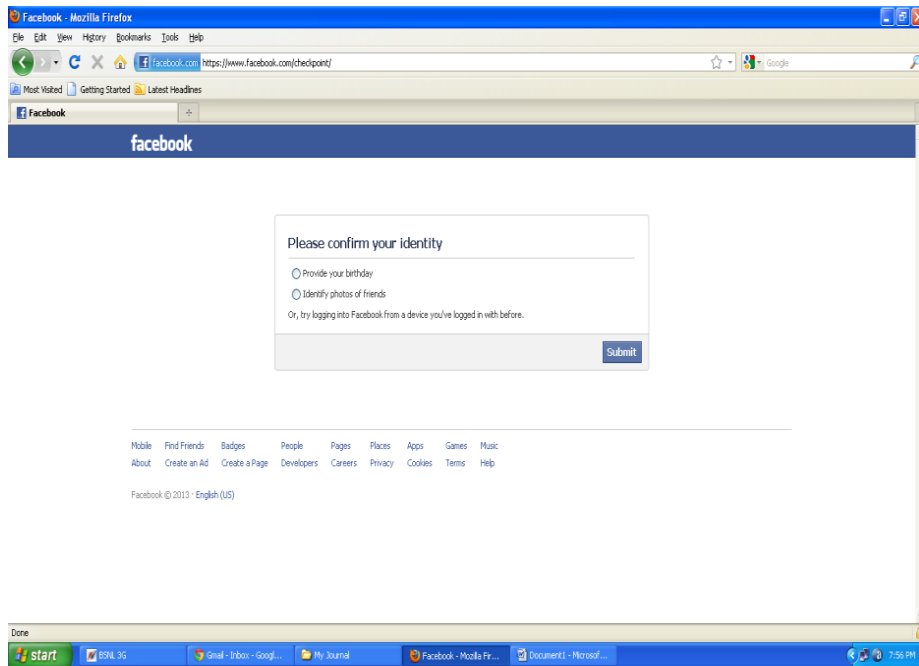 Facebook - Mozilla Firefox
File Edit View History Bookmarks Tools Help
facebook.com https://www.facebook.com/checkpoint/ Google
Most Visited Getting Started Latest Headlines
Facebook
facebook
Please confirm your identity
Provide your birthday
Identify photos of friends
Or, try logging into Facebook from a device you've logged in with before.
Submit
Mobile Find Friends Badges People Pages Places Apps Games Music
About Create an Ad Create a Page Developers Careers Privacy Cookies Terms Help
Facebook © 2013 · English (US)
Done
start BSNL 3G Gmail - Inbox - Googl... My Journal Facebook - Mozilla Fir... Document1 - Microsof... 7:56 PM